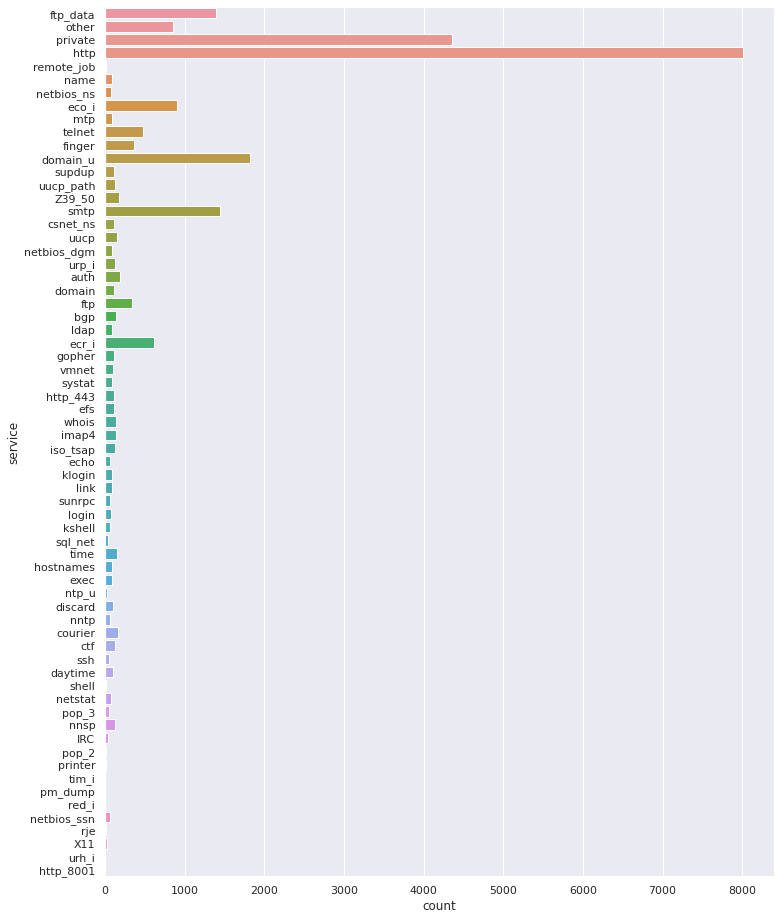 ftp_data
other
private
http
remote_job
name
netbios_ns
eco_i
mtp
telnet
finger
domain_u
supdup
uucp_path
Z39_50
smtp
csnet_ns
uucp
netbios_dgm
urp_i
auth
domain
ftp
bgp
ldap
ecr_i
gopher
vmnet
systat
http_443
efs
whois
imap4
iso_tsap
echo
klogin
link
sunrpc
login
kshell
sql_net
time
hostnames
exec
ntp_u
discard
nntp
courier
ctf
ssh
daytime
shell
netstat
pop_3
nnsp
IRC
pop_2
printer
tim_i
pm_dump
red_i
netbios_ssn
rje
X11
urh_i
http_8001
service
0 1000 2000 3000 4000 5000 6000 7000 8000
count